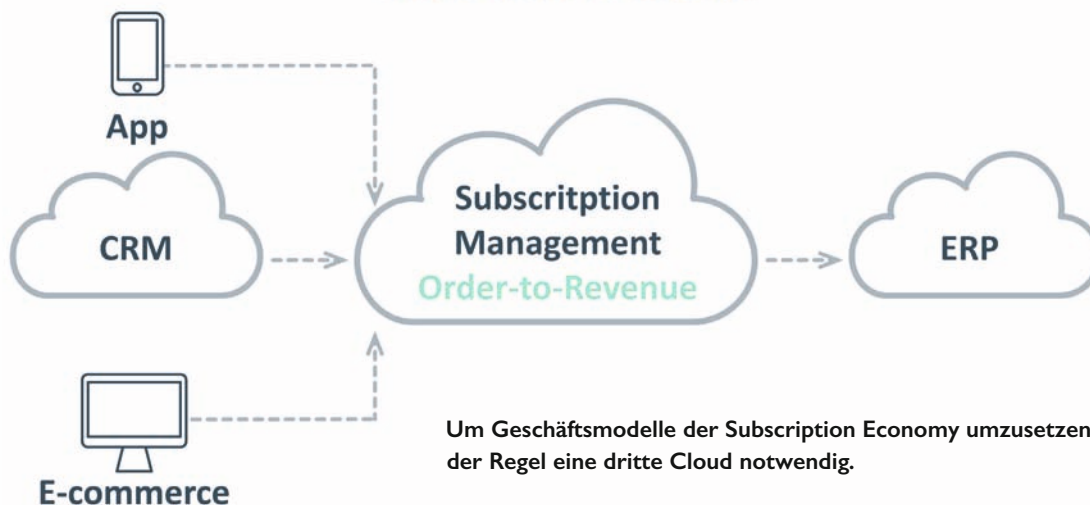 App
CRM
Subscritption
Management
Order-to-Revenue
ERP
E-commerce
Um Geschäftsmodelle der Subscription Economy umzusetzen
der Regel eine dritte Cloud notwendig.